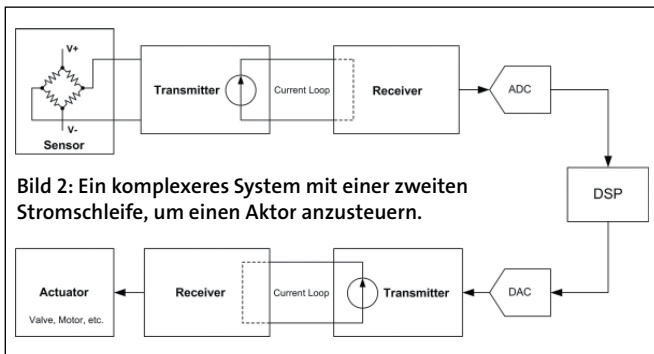 V+
V-
Sensor
Transmitter
Current Loop
Receiver
ADC
Bild 2: Ein komplexeres System mit einer zweiten
Stromschleife, um einen Aktor anzusteuern.
DSP
Actuator
Valve, Motor, etc.
Receiver
Current Loop
Transmitter
DAC